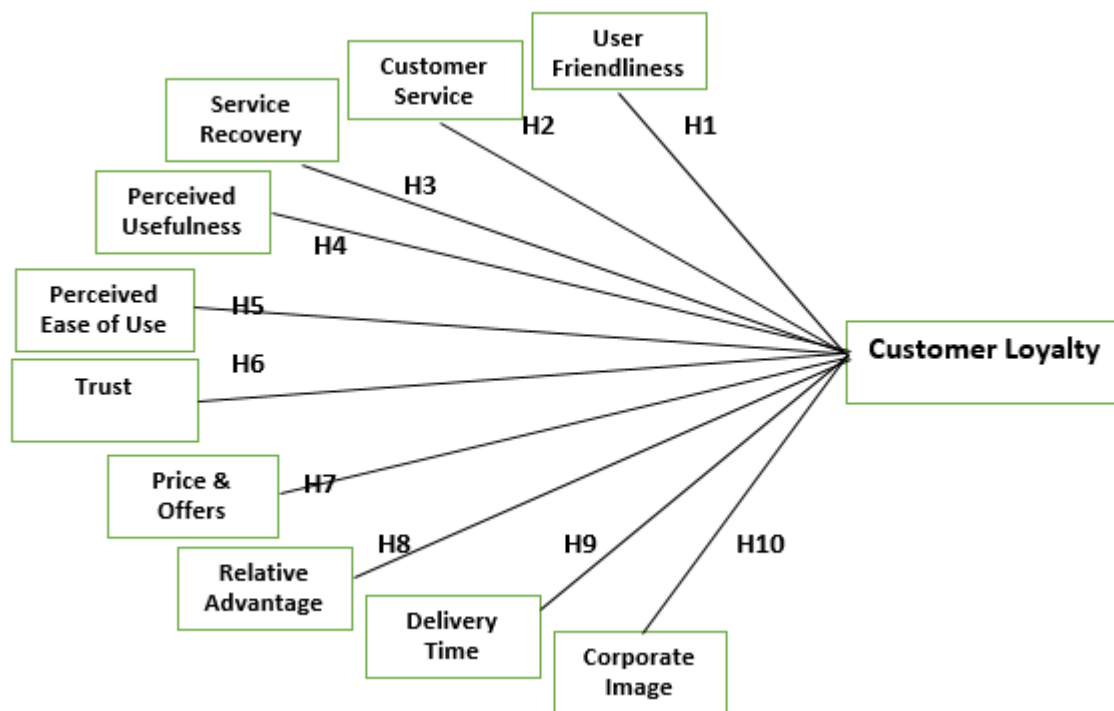 User
Friendliness
Customer
Service
H2
H1
Service
Recovery
H3
Perceived
Usefulness
H4
Perceived
Ease of Use
H5
Customer Loyalty
H6
Trust
Price &
Offers
H7
H8
H9
H10
Relative
Advantage
Delivery
Time
Corporate
Image